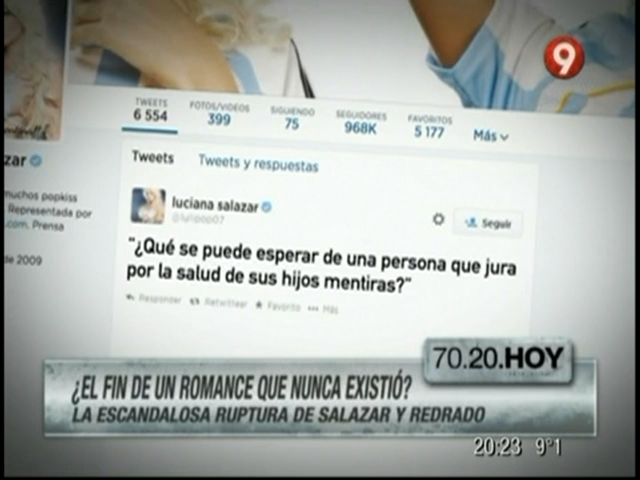 9
TWEETS FOTOS/VIDEOS SIGUIENDO SEGUIDORES FAVORITOS
6 554 399 75 968K 5 177 Más
Tweets Tweets y respuestas
zar
muchos popkiss
Representada por
.com. Prensa
de 2009
luciana salazar
Seguir
"¿Qué se puede esperar de una persona que jura
por la salud de sus hijos mentiras?"
Responder Retwittear Favorito Más
70.20.HOY
¿EL FIN DE UN ROMANCE QUE NUNCA EXISTIÓ?
LA ESCANDALOSA RUPTURA DE SALAZAR Y REDRADO
20:23 9°1